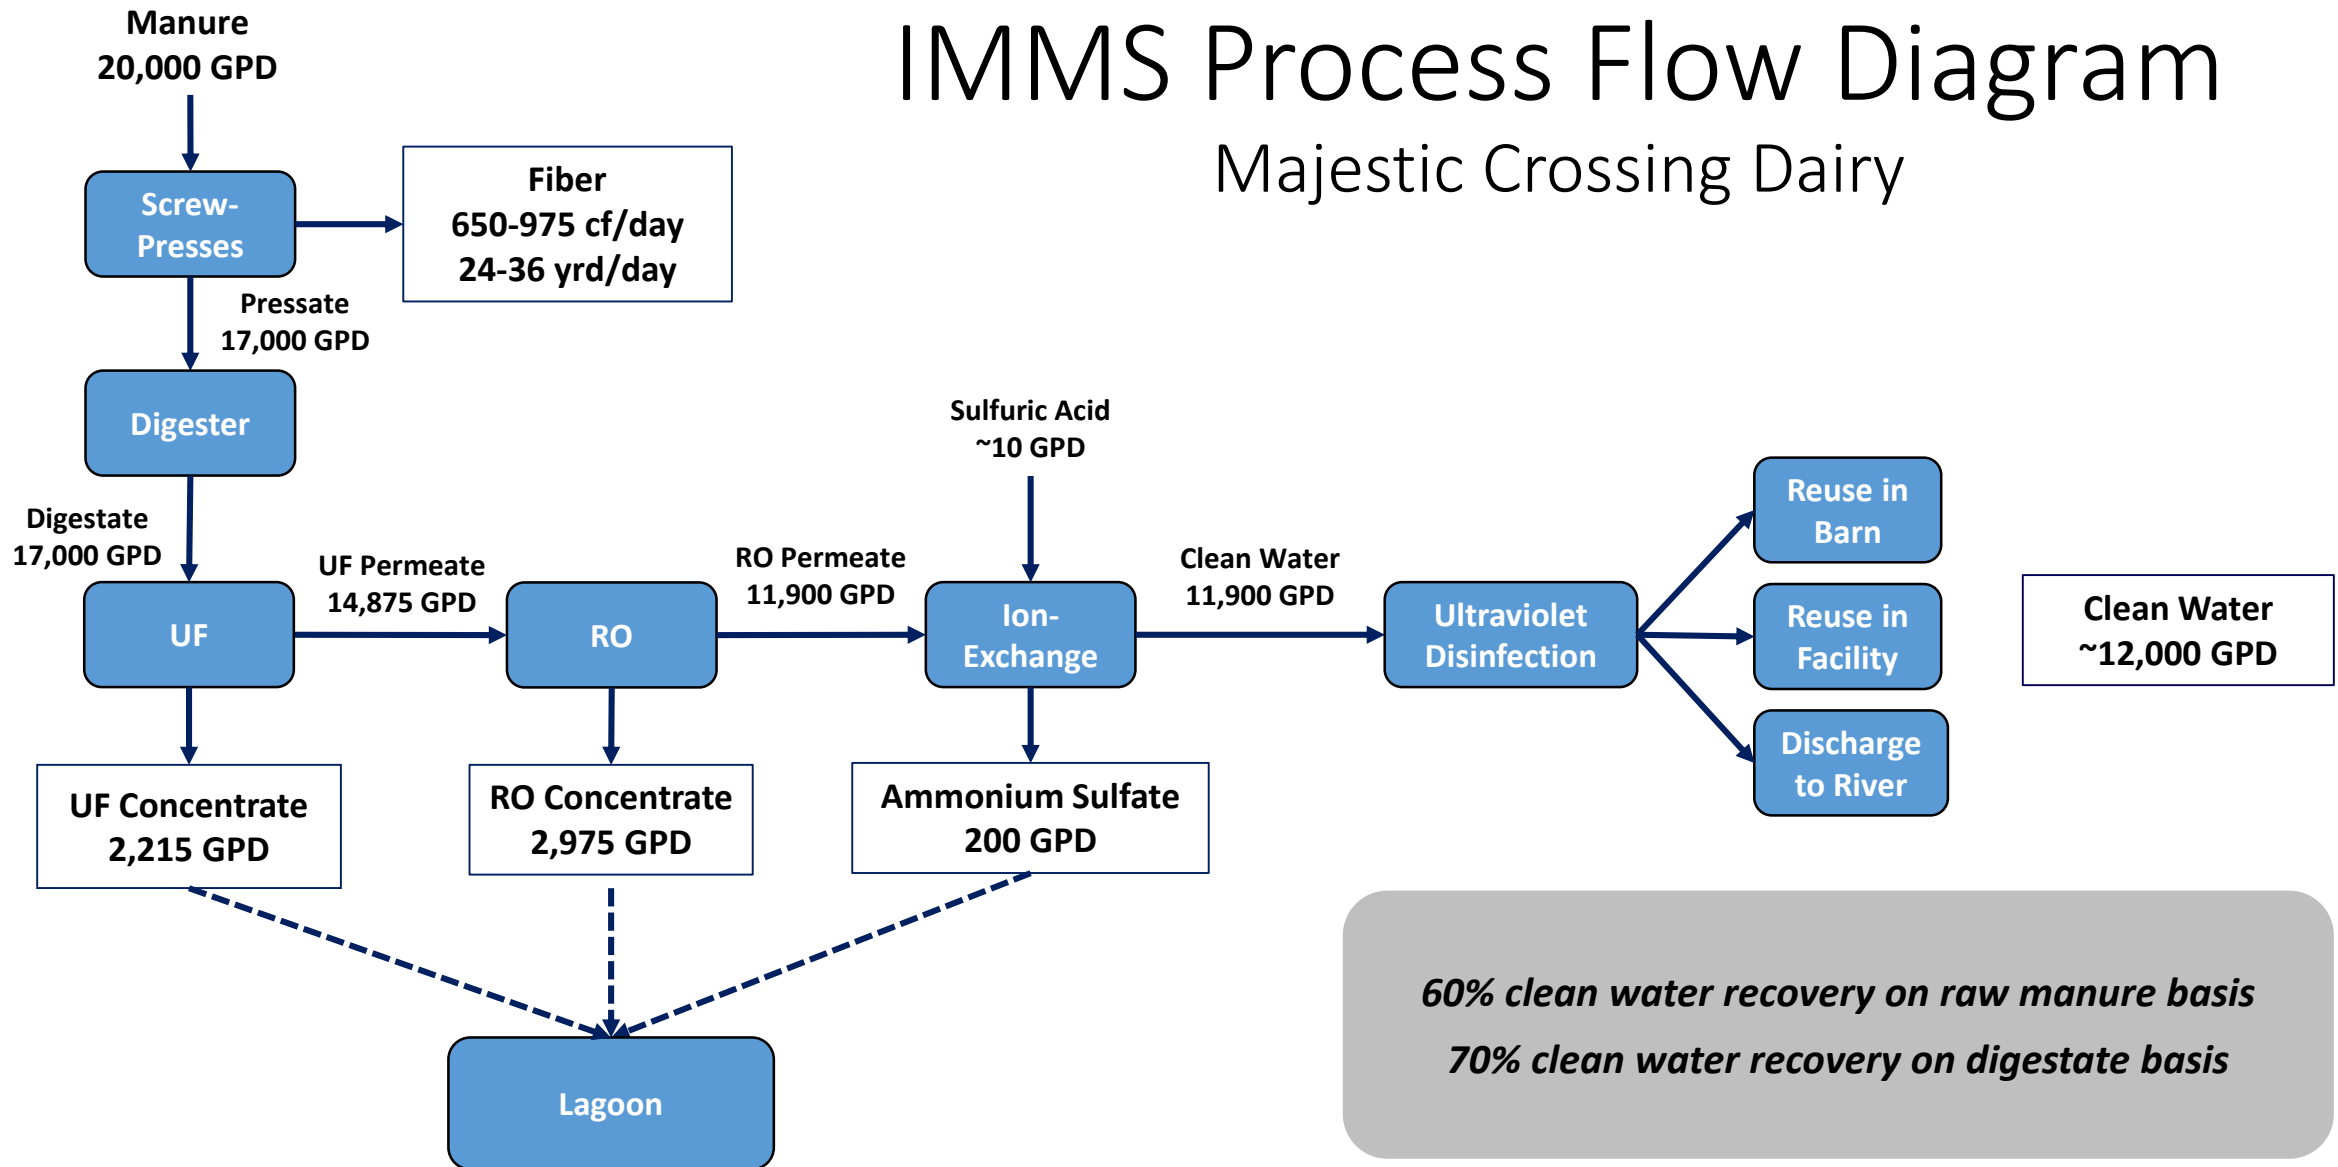 IMMS Process Flow Diagram
Majestic Crossing Dairy
Manure
20,000 GPD
Screw-
Presses
Fiber
650-975 cf/day
24-36 yrd/day
Pressate
17,000 GPD
Digester
Digestate
17,000 GPD
UF
UF Permeate
14,875 GPD
RO
RO Permeate
11,900 GPD
Sulfuric Acid
~10 GPD
Ion-
Exchange
Clean Water
11,900 GPD
Ultraviolet
Disinfection
Reuse in
Barn
Reuse in
Facility
Discharge
to River
Clean Water
~12,000 GPD
UF Concentrate
2,215 GPD
RO Concentrate
2,975 GPD
Ammonium Sulfate
200 GPD
Lagoon
60% clean water recovery on raw manure basis
70% clean water recovery on digestate basis